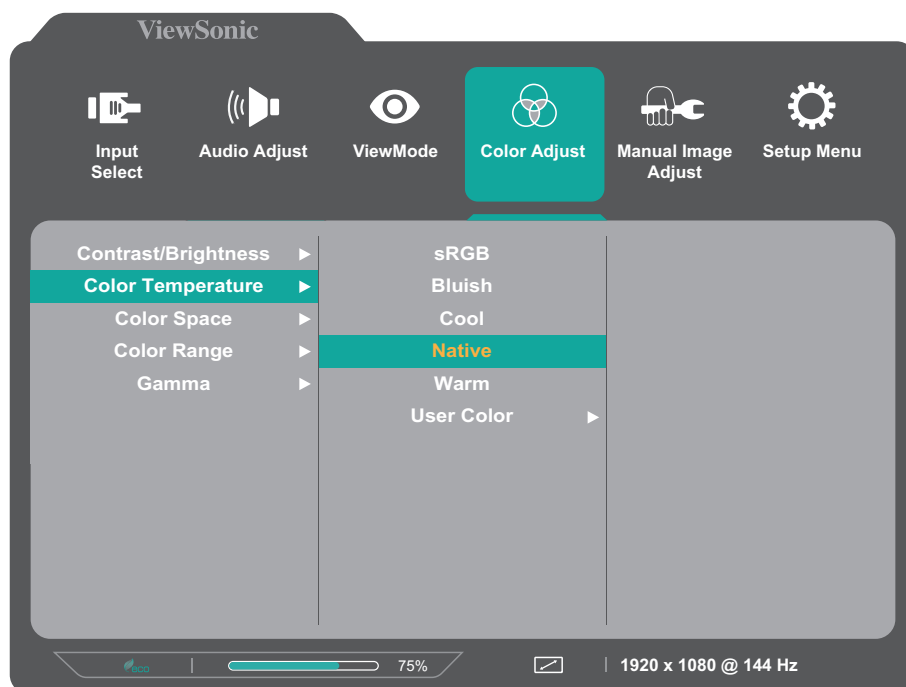 ViewSonic
Input
Select
Audio Adjust
ViewMode
Color Adjust
Manual Image
Adjust
Setup Menu
Contrast/Brightness
Color Temperature
Color Space
Color Range
Gamma
sRGB
Bluish
Cool
Native
Warm
User Color
eco
75%
1920 x 1080 @ 144 Hz